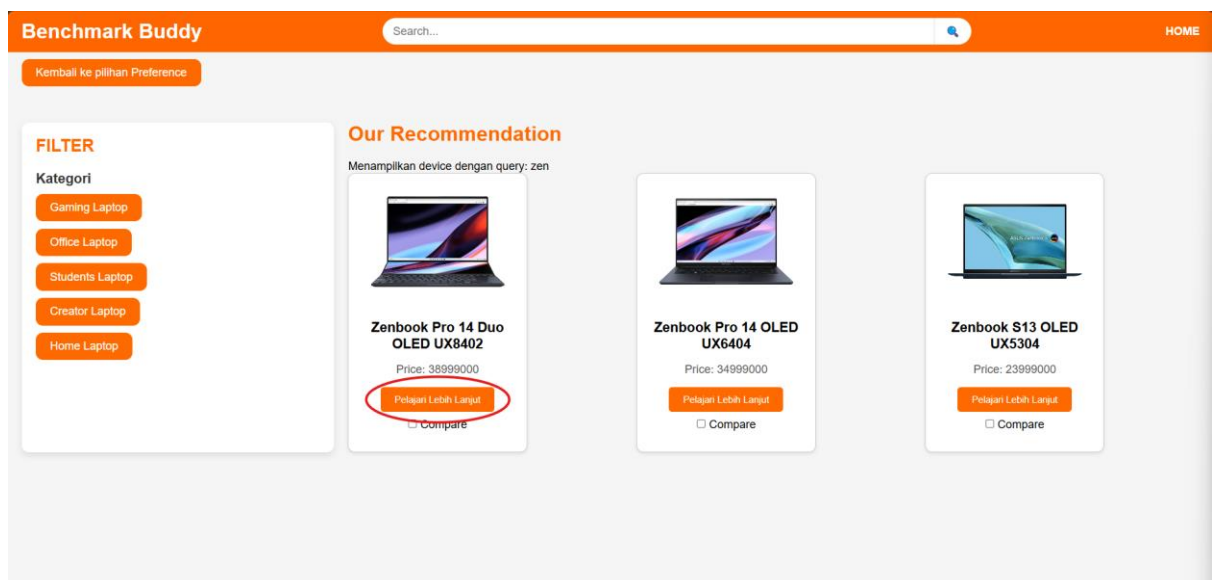 Benchmark Buddy
Search...
HOME
Kembali ke pilihan Preference
FILTER
Kategori
Gaming Laptop
Office Laptop
Students Laptop
Creator Laptop
Home Laptop
Our Recommendation
Menampilkan device dengan query: zen
Zenbook Pro 14 Duo
OLED UX8402
Price: 38999000
Pelajari Lebih Lanjut
Compare
Zenbook Pro 14 OLED
UX6404
Price: 34999000
Pelajari Lebih Lanjut
Compare
Zenbook S13 OLED
UX5304
Price: 23999000
Pelajari Lebih Lanjut
Compare